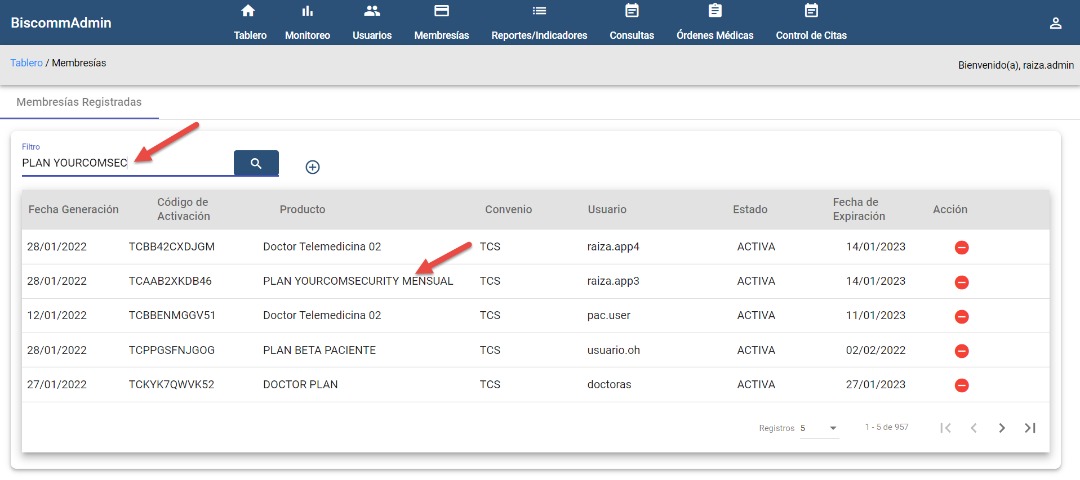 BiscommAdmin
Tablero
Monitoreo
Usuarios
Membresías
Reportes/Indicadores
Consultas
Órdenes Médicas
Control de Citas
Tablero / Membresías
Bienvenido(a), raiza.admin
Membresías Registradas
Filtro
PLAN YOURCOMSEC
Fecha Generación
Código de
Activación
Producto
Convenio
Usuario
Estado
Fecha de
Expiración
Acción
28/01/2022 TCBB42CXDJGM Doctor Telemedicina 02 TCS raiza.app4 ACTIVA 14/01/2023
28/01/2022 TCAAB2XKDB46 PLAN YOURCOMSECURITY MENSUAL TCS raiza.app3 ACTIVA 14/01/2023
12/01/2022 TCBBENMGGV51 Doctor Telemedicina 02 TCS pac.user ACTIVA 11/01/2023
28/01/2022 TCPPGSFNJGOG PLAN BETA PACIENTE TCS usuario.oh ACTIVA 02/02/2022
27/01/2022 TCKYK7QWVK52 DOCTOR PLAN TCS doctoras ACTIVA 27/01/2023
Registros 5 1 - 5 de 957